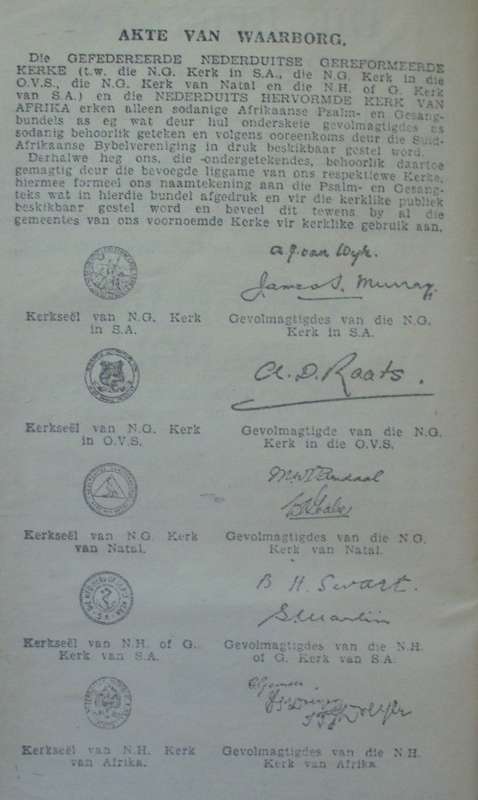 AKTE VAN WAARBORG.
Die GEFEDEREERDE NEDERDUITSE GEREFORMEERDE
KERKE (t.w. die N.G. Kerk in S.A., die N.G. Kerk in die
O.V.S., die N.G. Kerk van Natal en die N.H. of G. Kerk
van S.A.) en die NEDERDUITS HERVORMDE KERK VAN
AFRIKA erken alleen sodanige Afrikaanse Psalm- en Gesang-
bundels as eg wat deur hul onderskeie gevolmagtigdes as
sodanig behoorlik geteken en volgens ooreenkoms deur die Suid-
Afrikaanse Bybelvereniging in druk beskikbaar gestel word.
Derhalwe heg ons, die ondergetekendes, behoorlik daartoe
gemagtig deur die bevoegde liggame van ons respektiewe Kerke,
hiermee formeel ons naamtekening aan die Psalm- en Gesang-
teks wat in hierdie bundel afgedruk en vir die kerklike publiek
beskikbaar gestel word en beveel dit tewens by al die
gemeentes van ons voornoemde Kerke vir kerklike gebruik aan.
A. J. van Wyk.
James S. Murray.
Kerkseël van N.G. Kerk
in S.A.
Gevolmagtigdes van die N.G.
Kerk in S.A.
A. D. Raats.
Kerkseël van N.G. Kerk
in O.V.S.
Gevolmagtigde van die N.G.
Kerk in die O.V.S.
Kerkseël van N.G. Kerk
van Natal.
Gevolmagtigdes van die N.G.
Kerk van Natal.
B H. Swart.
Kerkseël van N.H. of G.
Kerk van S.A.
Gevolmagtigdes van die N.H.
of G. Kerk van S.A.
Kerkseël van N.H. Kerk
van Afrika.
Gevolmagtigdes van die N.H.
Kerk van Afrika.